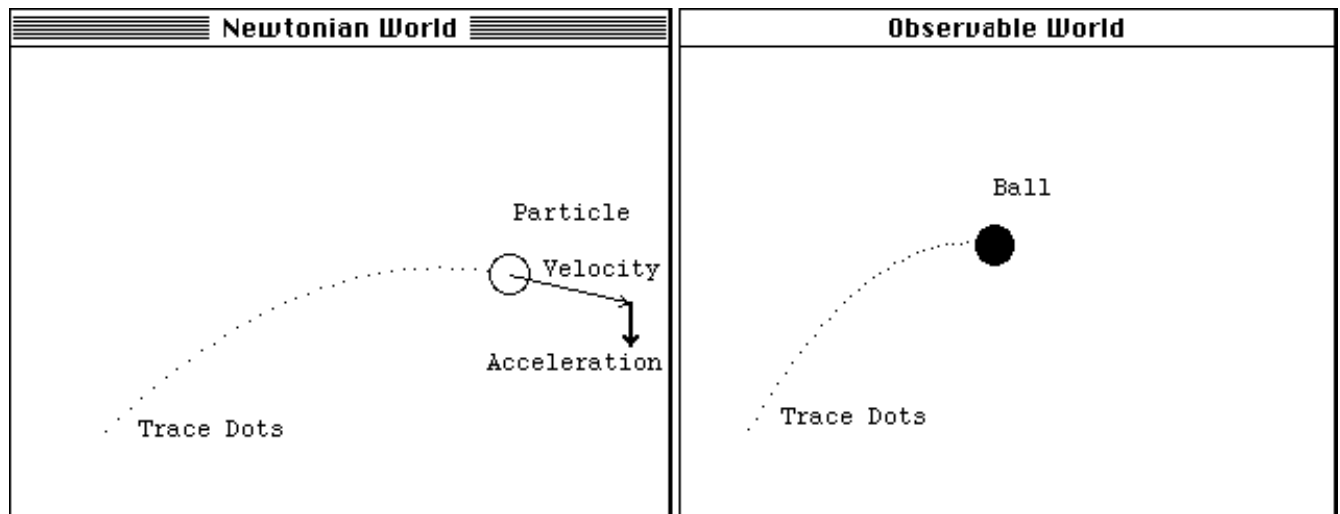 Newtonian World
Particle
Velocity
Acceleration
Trace Dots
Observable World
Ball
Trace Dots